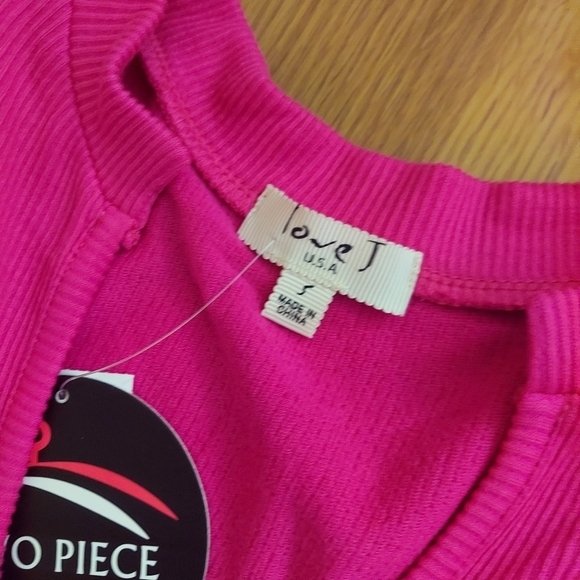 love J
U.S.A
S
MADE IN
CHINA
O PIECE